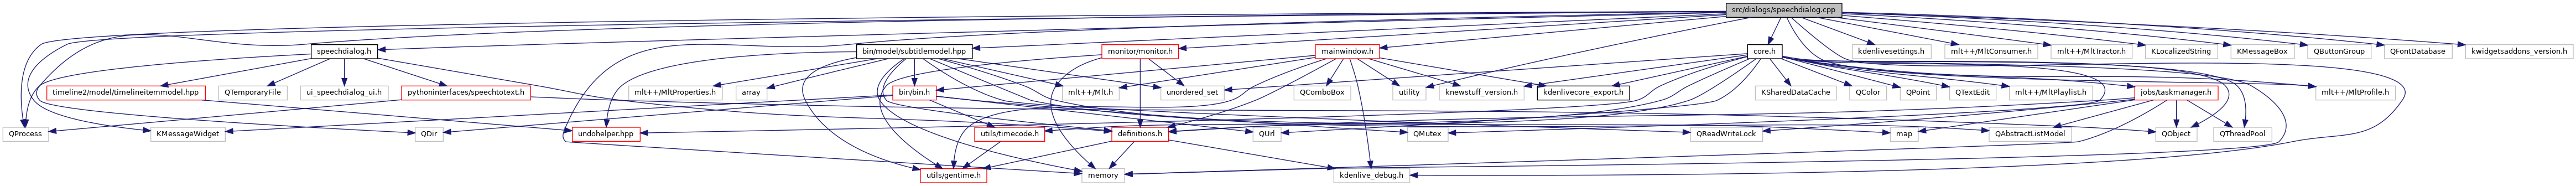 src/dialogs/speechdialog.cpp
speechdialog.h
bin/model/subtitlemodel.hpp
monitor/monitor.h
mainwindow.h
core.h
kdenlivesettings.h
mlt++/MltConsumer.h
mlt++/MltTractor.h
KLocalizedString
KMessageBox
QButtonGroup
QFontDatabase
kwidgetsaddons_version.h
timeline2/model/timelineitemmodel.hpp
QTemporaryFile
ui_speechdialog_ui.h
pythoninterfaces/speechtotext.h
mlt++/MltProperties.h
array
bin/bin.h
mlt++/Mlt.h
unordered_set
QComboBox
utility
knewstuff_version.h
kdenlivecore_export.h
KSharedDataCache
QColor
QPoint
QTextEdit
mlt++/MltPlaylist.h
jobs/taskmanager.h
mlt++/MltProfile.h
QProcess
KMessageWidget
QDir
undohelper.hpp
utils/timecode.h
definitions.h
QUrl
QMutex
QReadWriteLock
map
QAbstractListModel
QObject
QThreadPool
utils/gentime.h
memory
kdenlive_debug.h